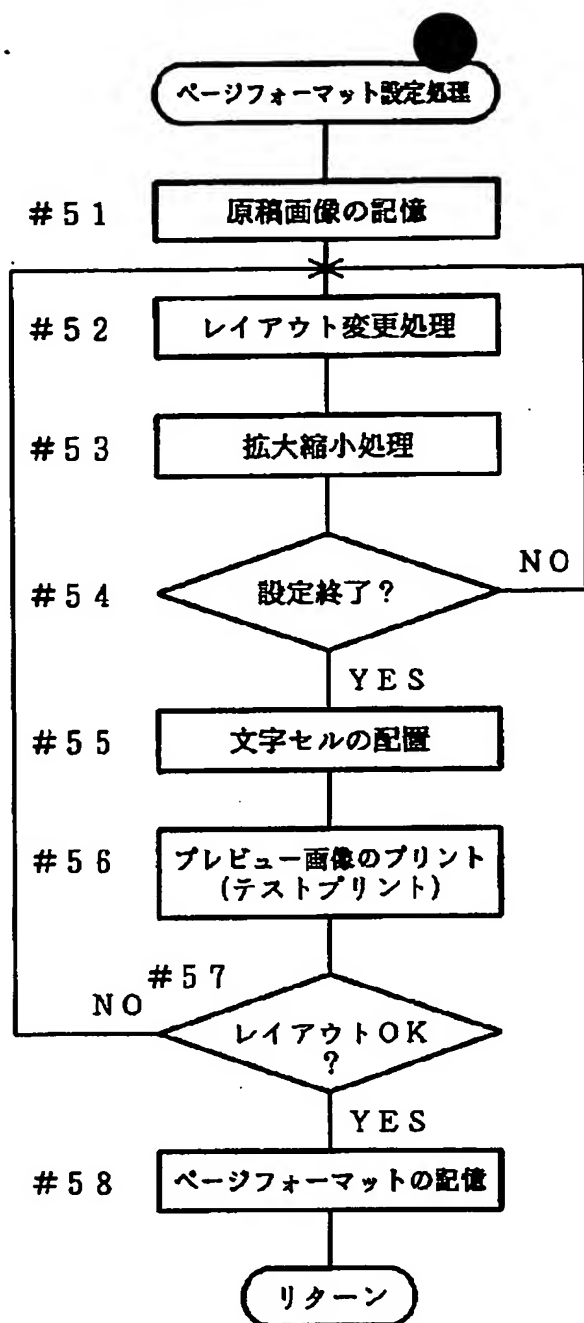 ページフォーマット設定処理
#51
原稿画像の記憶
#52
レイアウト変更処理
#53
拡大縮小処理
#54
設定終了?
NO
YES
#55
文字セルの配置
#56
プレビュー画像のプリント
(テストプリント)
#57
NO
レイアウトOK
?
YES
#58
ページフォーマットの記憶
リターン